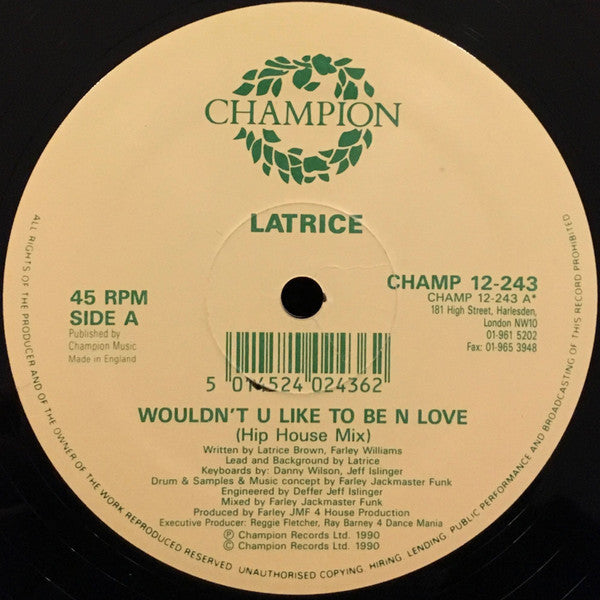 CHAMPION
LATRICE
45 RPM
SIDE A
Published by
Champion Music
Made in England
CHAMP 12-243
CHAMP 12-243 A*
181 High Street, Harlesden,
London NW10
01-961 5202
Fax: 01-965 3948
5 014524 024362
WOULDN'T U LIKE TO BE N LOVE
(Hip House Mix)
Written by Latrice Brown, Farley Williams
Lead and Background by Latrice
Keyboards by: Danny Wilson, Jeff Islinger
Drum & Samples & Music concept by Farley Jackmaster Funk
Engineered by Deffer Jeff Islinger
Mixed by Farley Jackmaster Funk
Produced by Farley JMF 4 House Production
Executive Producer: Reggie Fletcher, Ray Barney 4 Dance Mania
Ⓟ Champion Records Ltd. 1990
© Champion Records Ltd. 1990
ALL RIGHTS OF THE PRODUCER AND OF THE OWNER OF THE WORK REPRODUCED RESERVED. UNAUTHORISED COPYING, HIRING, LENDING, PUBLIC PERFORMANCE AND BROADCASTING OF THIS RECORD PROHIBITED